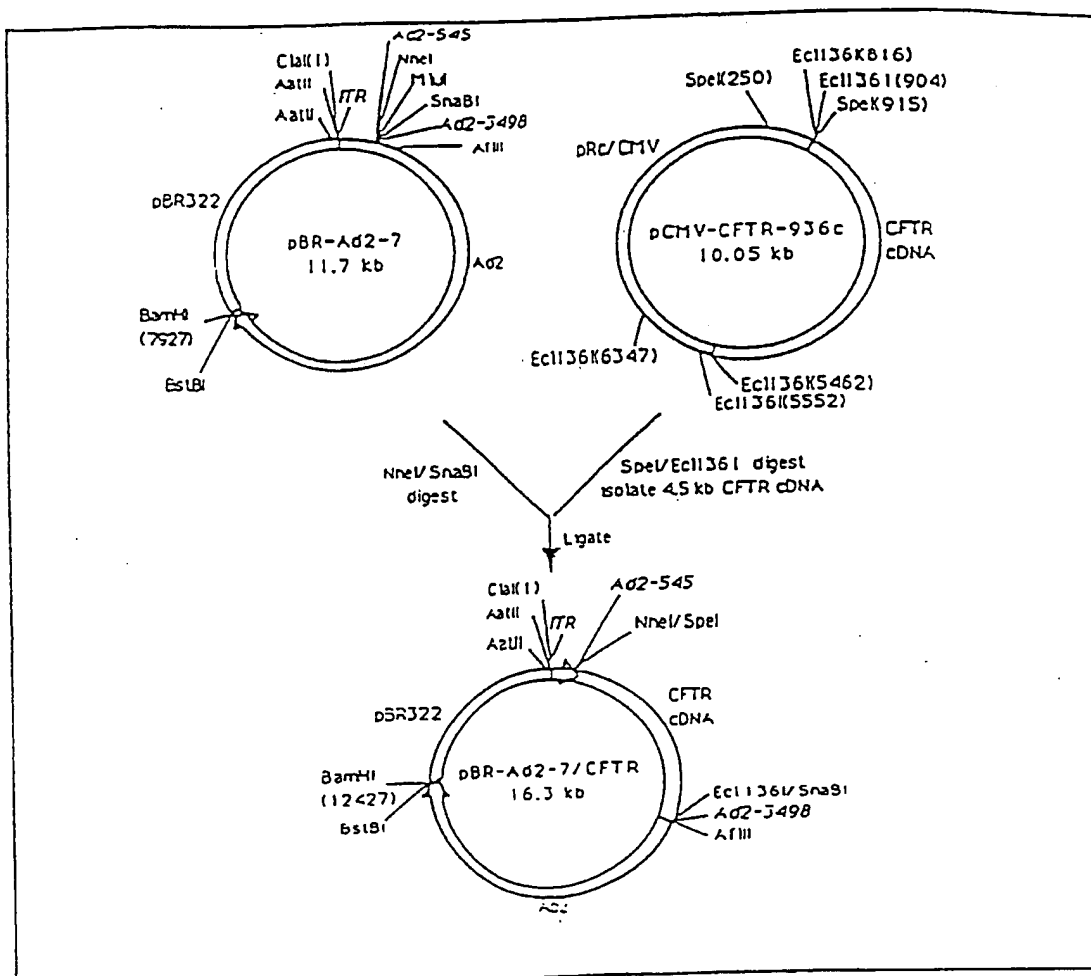 Ad2-545
NheI
MluI
SnaBI
Ad2-3498
AflII
ClaI(1)
AatII
ITR
AatII
pBR322
pBR-Ad2-7
11.7 kb
Ad2
BamHI
(7927)
BstBI
Ecl136I(816)
Ecl136I(904)
SpeI(250)
SpeI(915)
pRc/CMV
pCMV-CFTR-936c
10.05 kb
CFTR
cDNA
Ecl136I(6347)
Ecl136I(5462)
Ecl136I(5552)
NheI/SnaBI
digest
SpeI/Ecl136I digest
isolate 4.5 kb CFTR cDNA
Ligate
ClaI(1)
AatII
ITR
AatII
Ad2-545
NheI/SpeI
CFTR
cDNA
pBR322
pBR-Ad2-7/CFTR
16.3 kb
BamHI
(12427)
BstBI
Ecl136I/SnaBI
Ad2-3498
AflII
Ad2